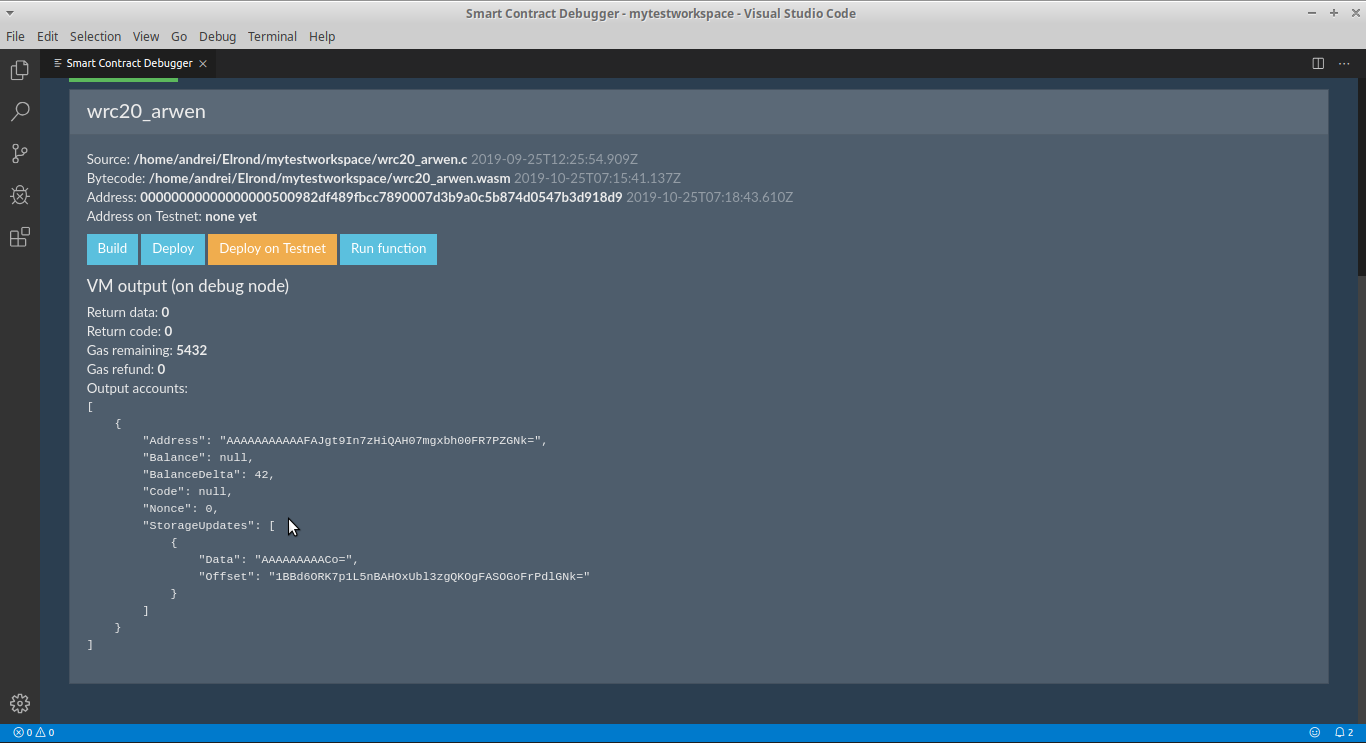 Smart Contract Debugger - mytestworkspace - Visual Studio Code
File Edit Selection View Go Debug Terminal Help
Smart Contract Debugger
wrc20_arwen
Source: /home/andrei/Elrond/mytestworkspace/wrc20_arwen.c 2019-09-25T12:25:54.909Z
Bytecode: /home/andrei/Elrond/mytestworkspace/wrc20_arwen.wasm 2019-10-25T07:15:41.137Z
Address: 00000000000000000500982df489fbcc7890007d3b9a0c5b874d0547b3d918d9 2019-10-25T07:18:43.610Z
Address on Testnet: none yet
Build Deploy Deploy on Testnet Run function
VM output (on debug node)
Return data: 0
Return code: 0
Gas remaining: 5432
Gas refund: 0
Output accounts:
[
{
"Address": "AAAAAAAAAAAFAJgt9In7zHiQAH07mgxbh00FR7PZGNk=",
"Balance": null,
"BalanceDelta": 42,
"Code": null,
"Nonce": 0,
"StorageUpdates": [
{
"Data": "AAAAAAAAACo=",
"Offset": "1BBd6ORK7p1L5nBAHOxUbl3zgQKOgFASOGoFrPdlGNk="
}
]
}
]
0 0 2